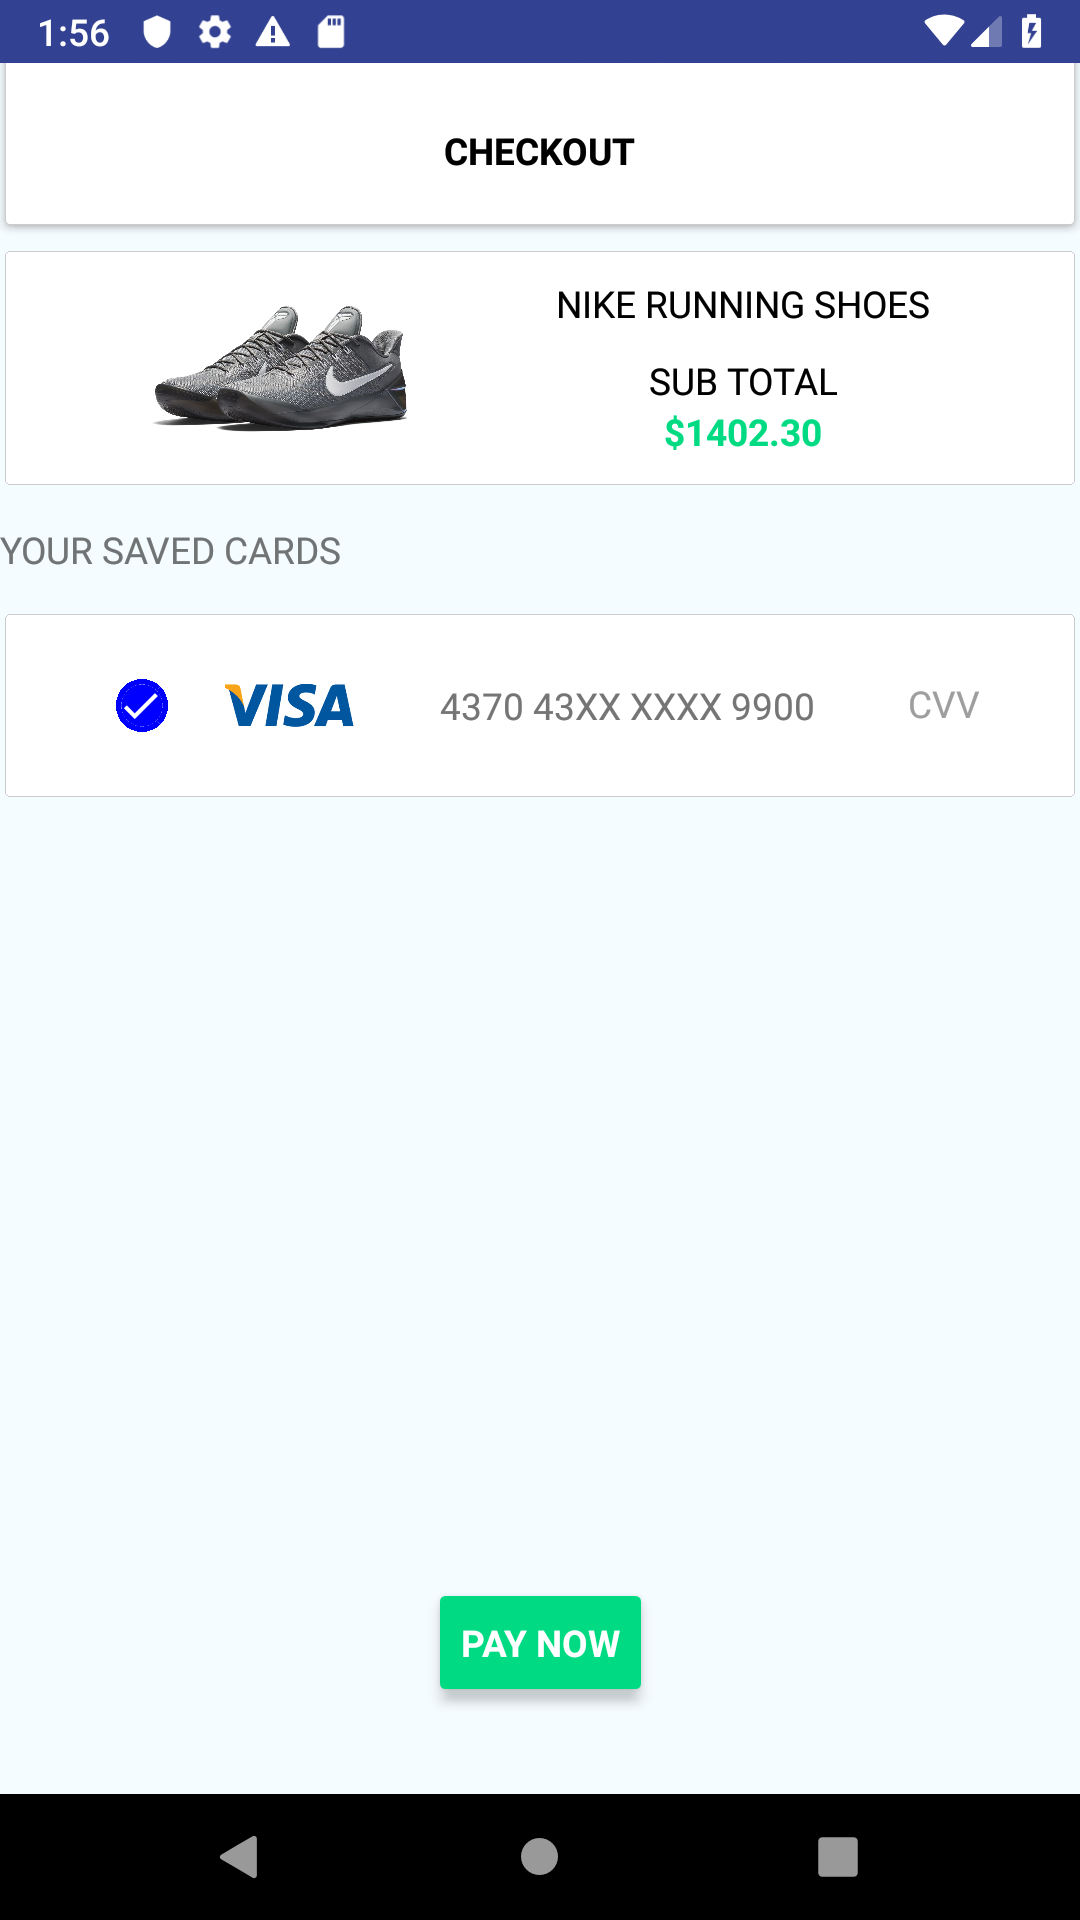 1:56
CHECKOUT
NIKE RUNNING SHOES
SUB TOTAL
$1402.30
YOUR SAVED CARDS
VISA
4370 43XX XXXX 9900
CVV
PAY NOW